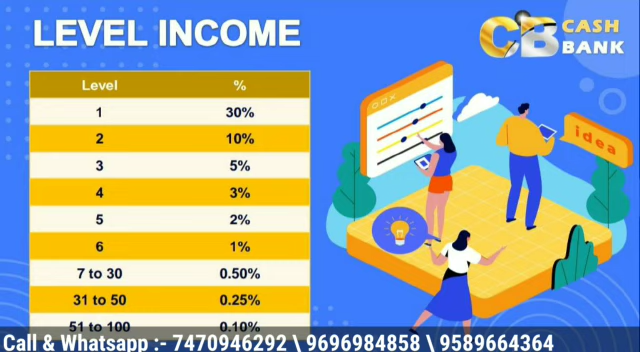 LEVEL INCOME
CB CASH BANK
Level %
1 30%
2 10%
3 5%
4 3%
5 2%
6 1%
7 to 30 0.50%
31 to 50 0.25%
51 to 100 0.10%
idea
Call & Whatsapp :- 7470946292 \ 9696984858 \ 9589664364